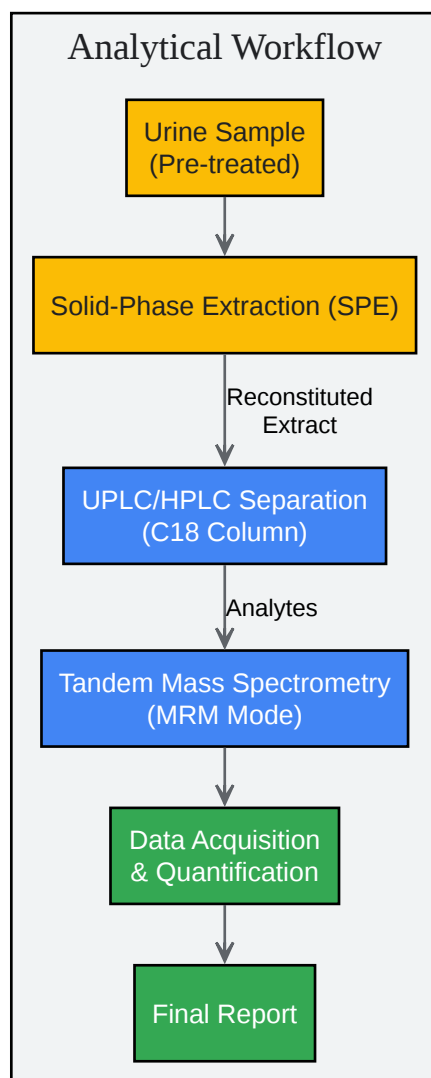 Analytical Workflow
Urine Sample
(Pre-treated)
Solid-Phase Extraction (SPE)
Reconstituted
Extract
UPLC/HPLC Separation
(C18 Column)
Analytes
Tandem Mass Spectrometry
(MRM Mode)
Data Acquisition
& Quantification
Final Report